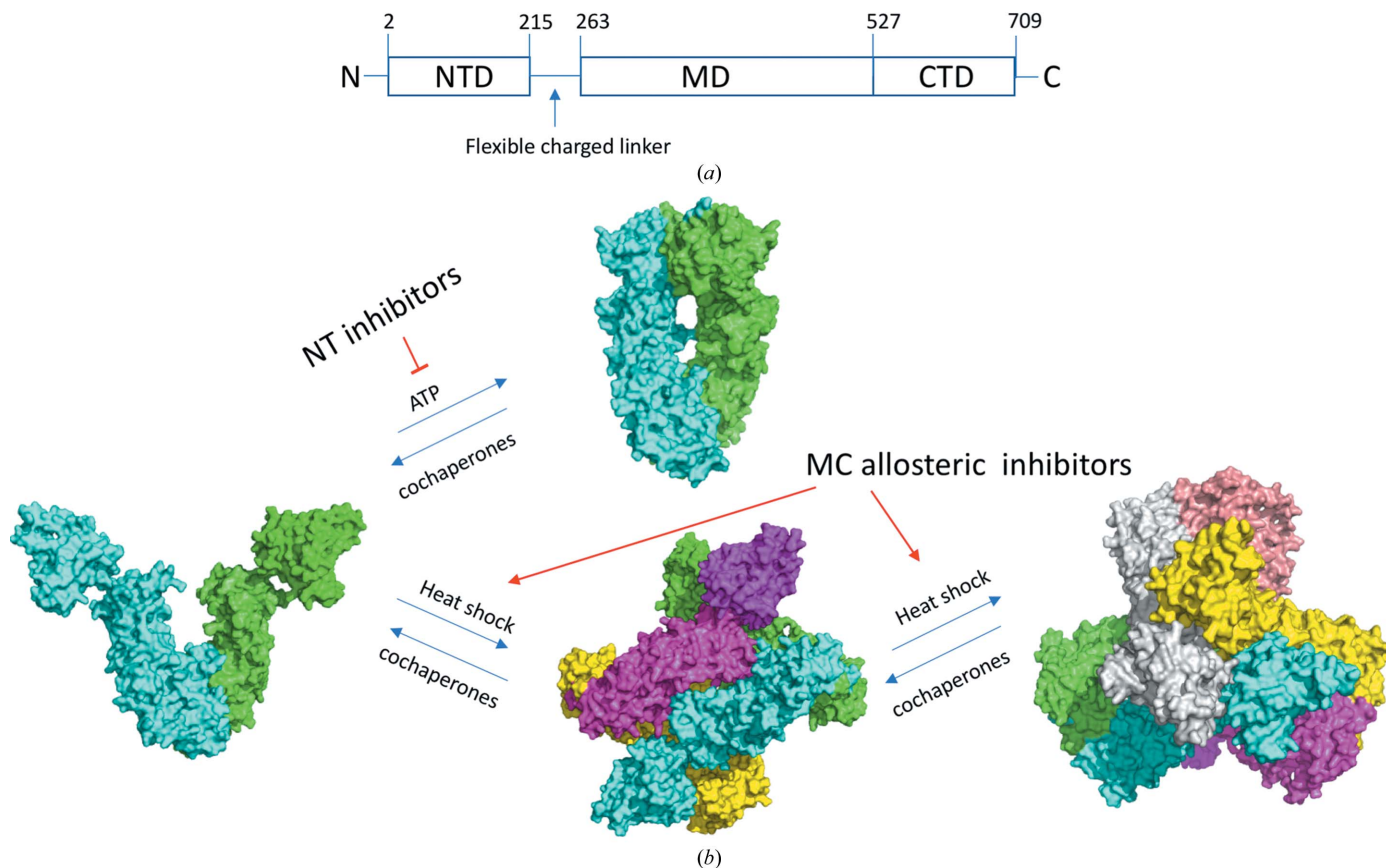 2 215 263 527 709
N NTD MD CTD C
Flexible charged linker
(a)
NT inhibitors
ATP
cochaperones
MC allosteric inhibitors
Heat shock
cochaperones
Heat shock
cochaperones
(b)